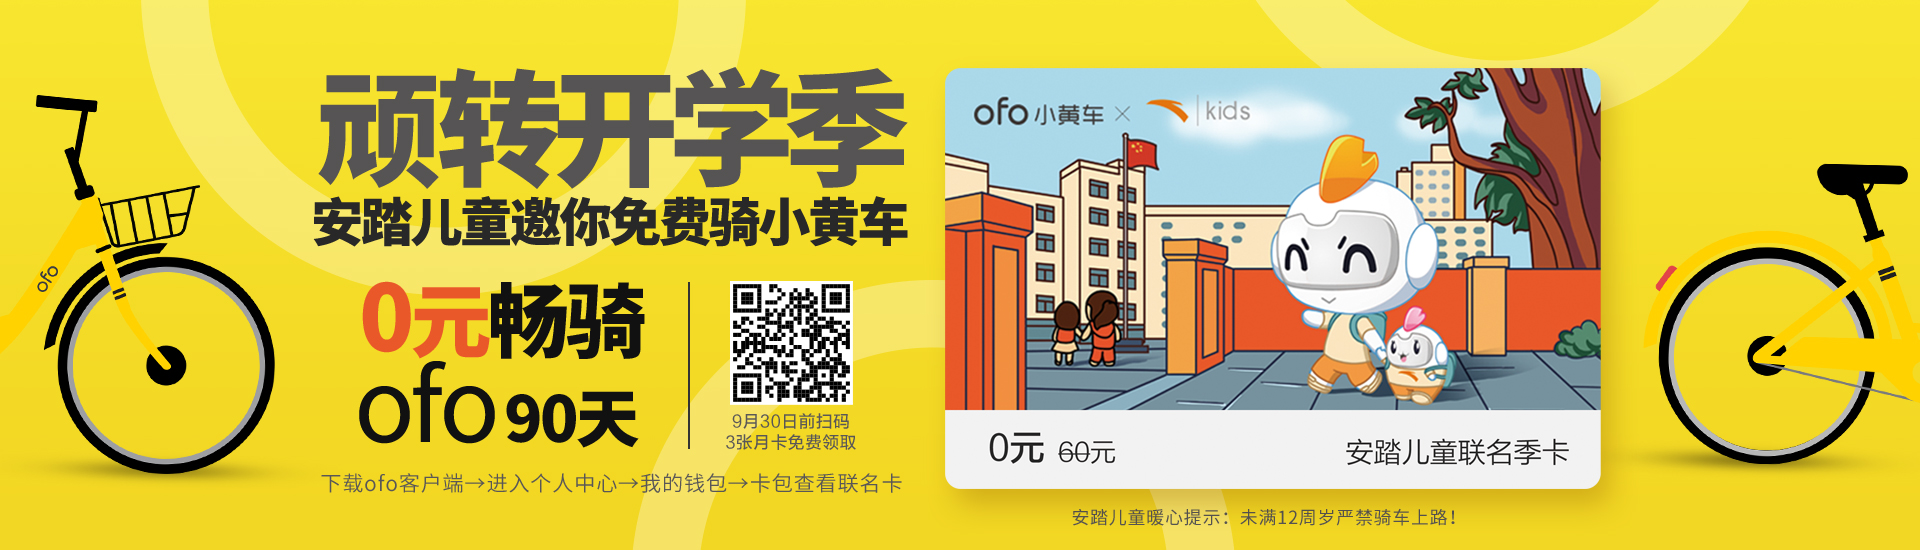 顽转开学季
安踏儿童邀你免费骑小黄车
0元畅骑
ofo 90天
9月30日前扫码
3张月卡免费领取
下载ofo客户端→进入个人中心→我的钱包→卡包查看联名卡
ofo
ofo 小黄车 × kids
0元 60元 安踏儿童联名季卡
安踏儿童暖心提示：未满12周岁严禁骑车上路！